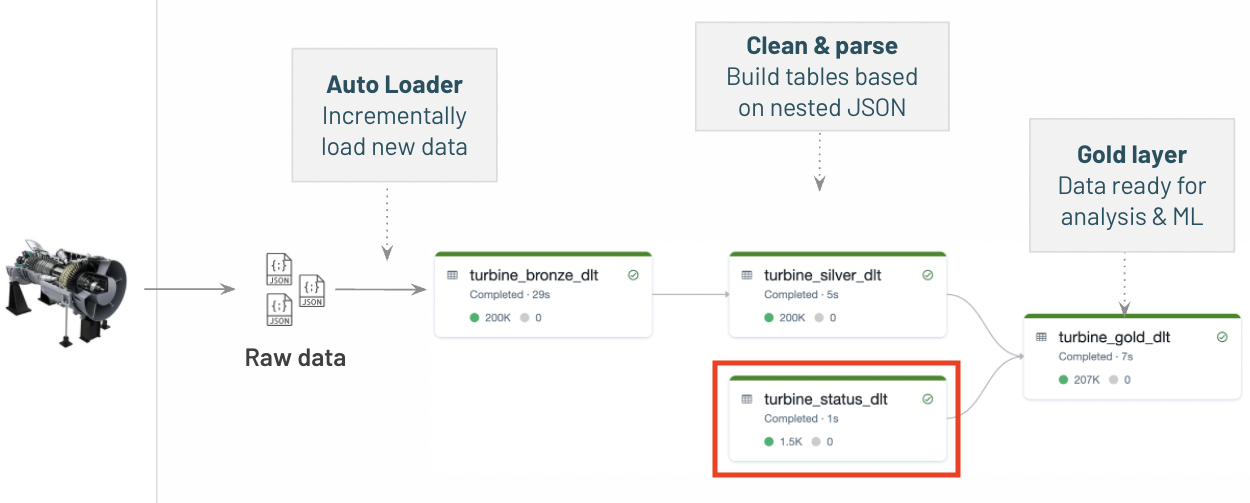 Auto Loader
Incrementally
load new data
Clean & parse
Build tables based
on nested JSON
Gold layer
Data ready for
analysis & ML
{;}
JSON
{;}
JSON
{;}
JSON
Raw data
turbine_bronze_dlt
Completed · 29s
200K 0
turbine_silver_dlt
Completed · 5s
200K 0
turbine_status_dlt
Completed · 1s
1.5K 0
turbine_gold_dlt
Completed · 7s
207K 0